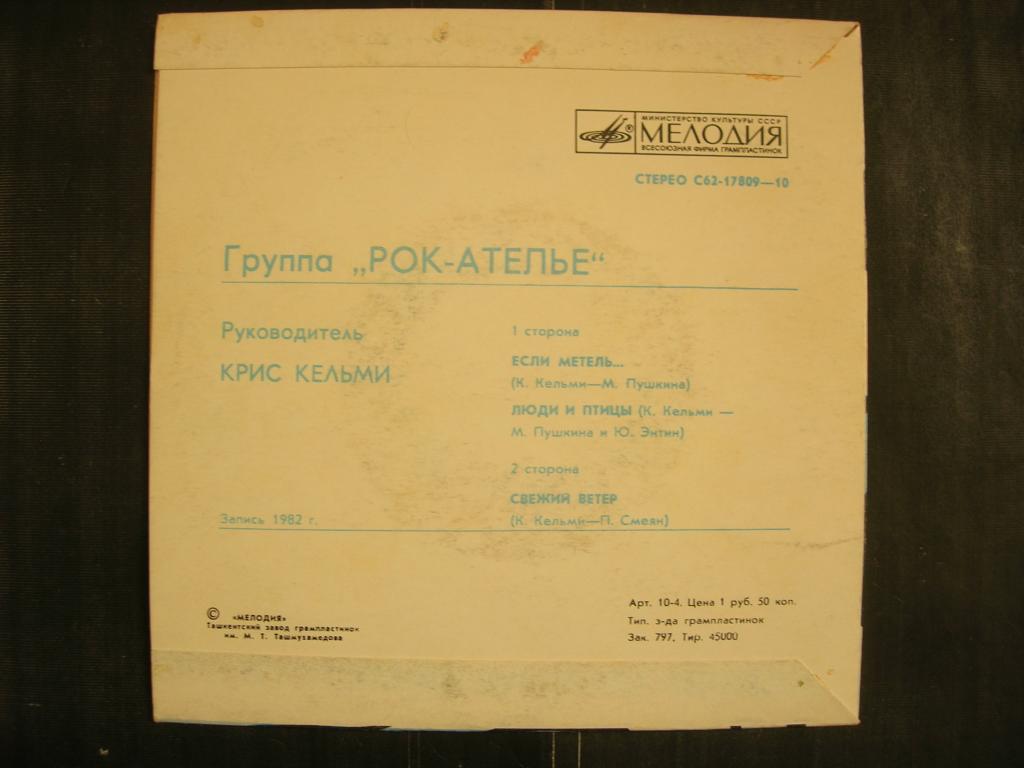 МИНИСТЕРСТВО КУЛЬТУРЫ СССР
® МЕЛОДИЯ
ВСЕСОЮЗНАЯ ФИРМА ГРАМПЛАСТИНОК
СТЕРЕО С62-17809—10
Группа „РОК-АТЕЛЬЕ“
Руководитель
КРИС КЕЛЬМИ
1 сторона
ЕСЛИ МЕТЕЛЬ...
(К. Кельми—М. Пушкина)
ЛЮДИ И ПТИЦЫ (К. Кельми —
М. Пушкина и Ю. Энтин)
2 сторона
СВЕЖИЙ ВЕТЕР
(К. Кельми—П. Смеян)
Запись 1982 г.
© «МЕЛОДИЯ»
Ташкентский завод грампластинок
им. М. Т. Ташмухамедова
Арт. 10-4. Цена 1 руб. 50 коп.
Тип. з-да грампластинок
Зак. 797, Тир. 45000